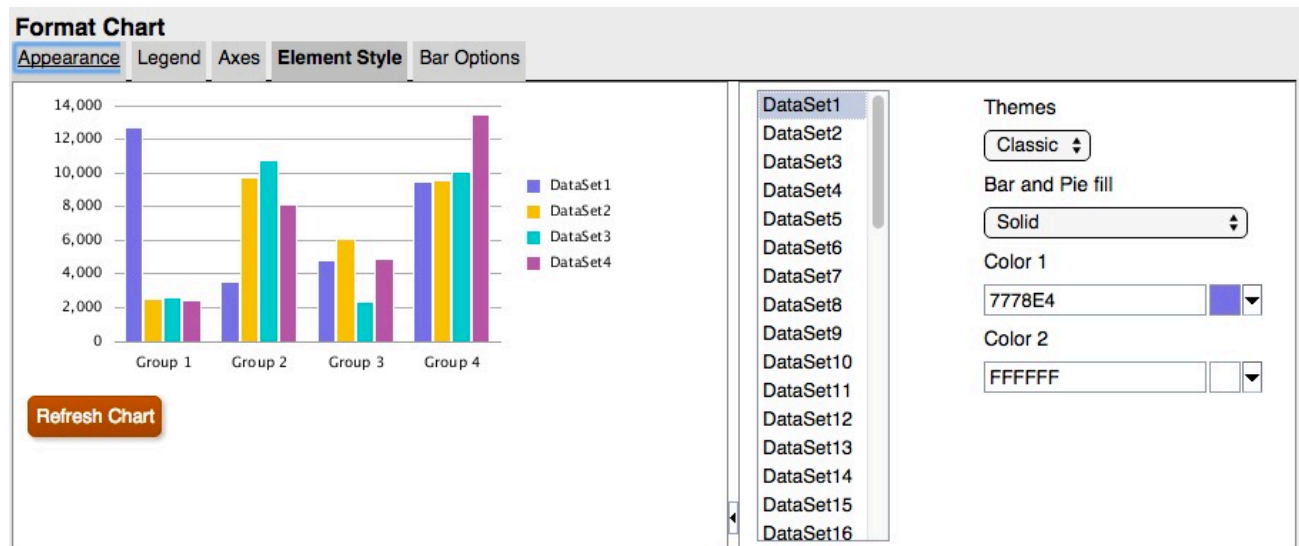 Format Chart
Appearance Legend Axes Element Style Bar Options
14,000
12,000
10,000
8,000
6,000
4,000
2,000
0
Group 1 Group 2 Group 3 Group 4
DataSet1
DataSet2
DataSet3
DataSet4
Refresh Chart
DataSet1
DataSet2
DataSet3
DataSet4
DataSet5
DataSet6
DataSet7
DataSet8
DataSet9
DataSet10
DataSet11
DataSet12
DataSet13
DataSet14
DataSet15
DataSet16
Themes
Classic
Bar and Pie fill
Solid
Color 1
7778E4
Color 2
FFFFFF